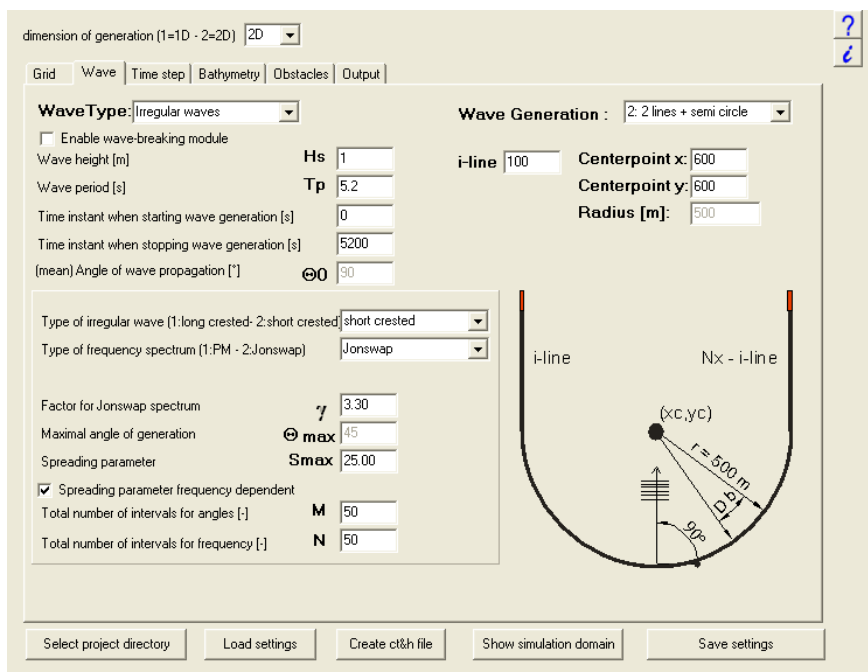 dimension of generation (1=1D - 2=2D) 2D
?
i
Grid Wave Time step Bathymetry Obstacles Output
WaveType: Irregular waves
Wave Generation : 2: 2 lines + semi circle
Enable wave-breaking module
Wave height [m] Hs 1
i-line 100
Centerpoint x: 600
Wave period [s] Tp 5.2
Centerpoint y: 600
Time instant when starting wave generation [s] 0
Radius [m]: 500
Time instant when stopping wave generation [s] 5200
(mean) Angle of wave propagation [°] Θ0 90
Type of irregular wave (1:long crested- 2:short crested) short crested
Type of frequency spectrum (1:PM - 2:Jonswap) Jonswap
i-line
Nx - i-line
Factor for Jonswap spectrum γ 3.30
(xc,yc)
Maximal angle of generation Θ max 45
Spreading parameter Smax 25.00
r = 500 m
Spreading parameter frequency dependent
D b
Total number of intervals for angles [-] M 50
90°
Total number of intervals for frequency [-] N 50
Select project directory
Load settings
Create ct&h file
Show simulation domain
Save settings